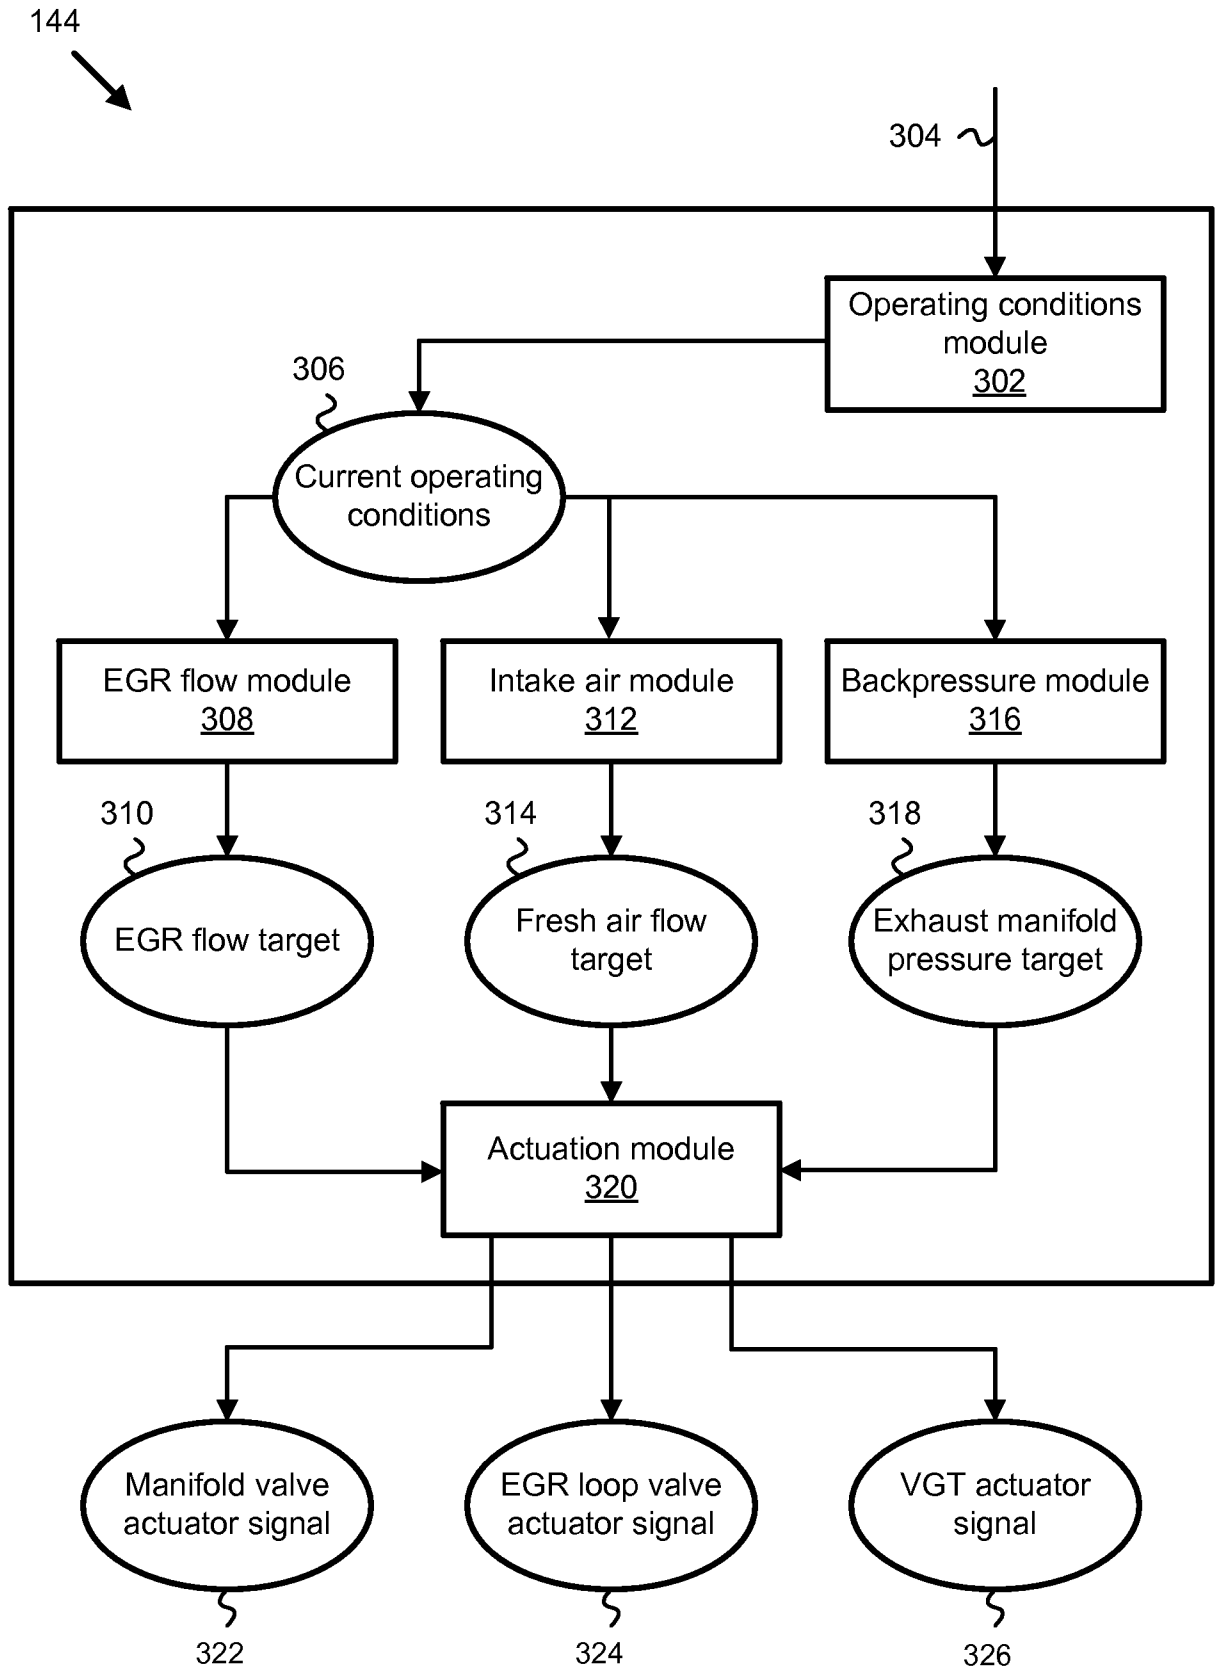 144
304
Operating conditions
module
302
306
Current operating
conditions
EGR flow module
308
Intake air module
312
Backpressure module
316
310
314
318
EGR flow target
Fresh air flow
target
Exhaust manifold
pressure target
Actuation module
320
Manifold valve
actuator signal
EGR loop valve
actuator signal
VGT actuator
signal
322
324
326